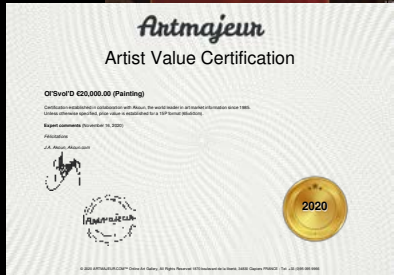 Artmajeur
Artist Value Certification
Ol'Svol'D €20,000.00 (Painting)
Certification established in collaboration with Akoun, the world leader in art market information since 1985.
Unless otherwise specified, price value is established for a 15P format
Expert comments (November 16, 2020)
Félicitations
J.A. Akoun, Akoun.com
Artmajeur
2020